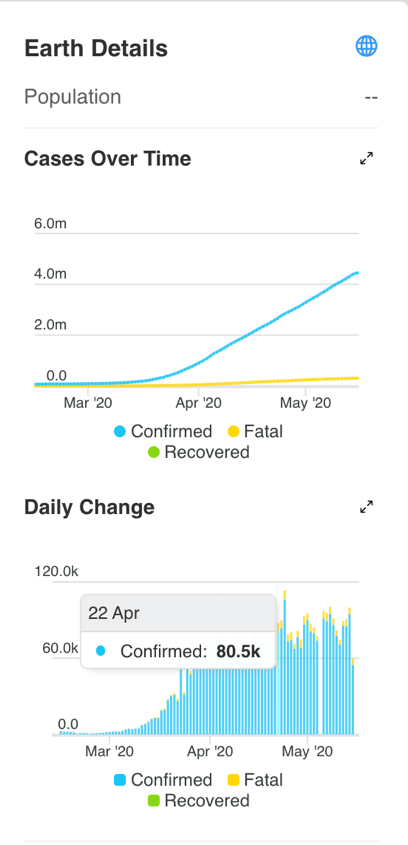 Earth Details
Population --
Cases Over Time
6.0m
4.0m
2.0m
0.0
Mar '20 Apr '20 May '20
Confirmed Fatal
Recovered
Daily Change
120.0k
22 Apr
60.0k Confirmed: 80.5k
0.0
Mar '20 Apr '20 May '20
Confirmed Fatal
Recovered